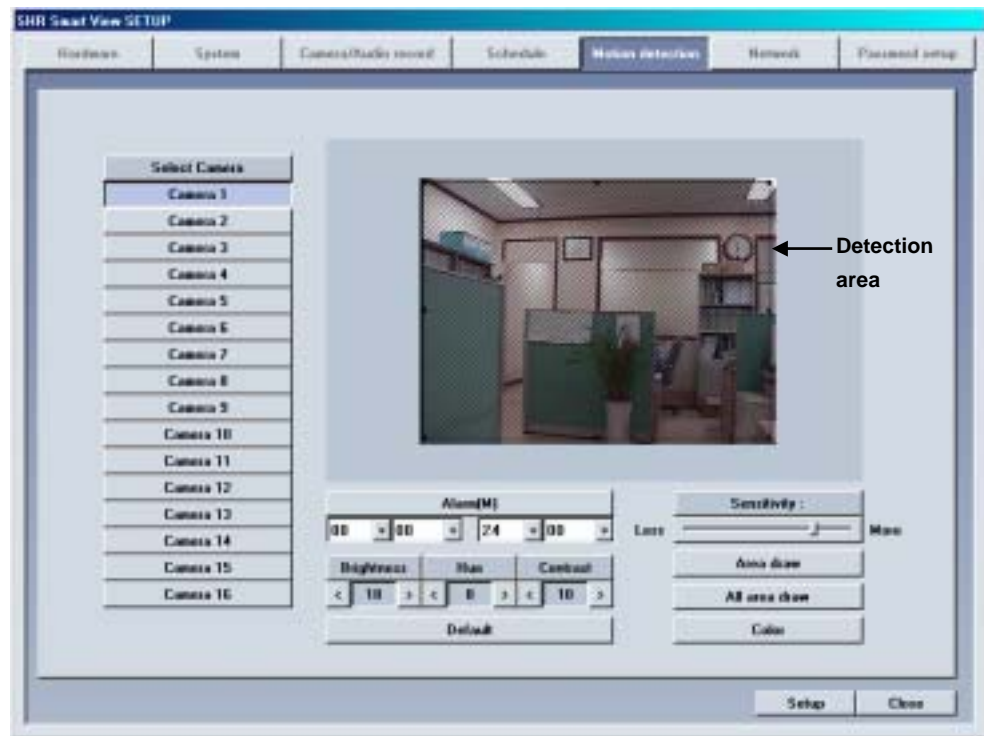 SHR Smart View SETUP
Hardware System Camera/Audio record Schedule Motion detection Network Password setup
Select Camera
Camera 1
Camera 2
Camera 3
Camera 4
Camera 5
Camera 6
Camera 7
Camera 8
Camera 9
Camera 10
Camera 11
Camera 12
Camera 13
Camera 14
Camera 15
Camera 16
Detection
area
Alarm(M)
00 00 24 00
Brightness Hue Contrast
< 10 > < 0 > < 10 >
Default
Sensitivity :
Less More
Area draw
All area draw
Color
Setup Close